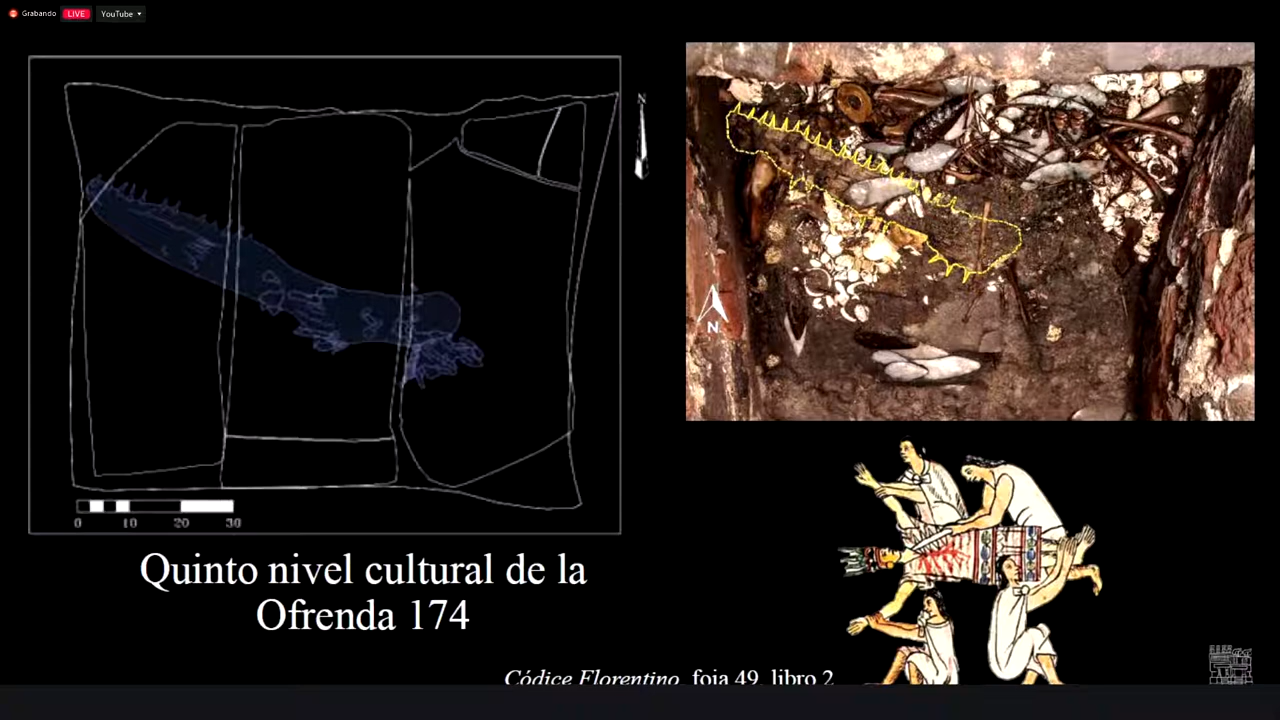 Grabando
LIVE
YouTube
N
N
0 10 20 30
Quinto nivel cultural de la
Ofrenda 174
Códice Florentino, foja 49, libro 2